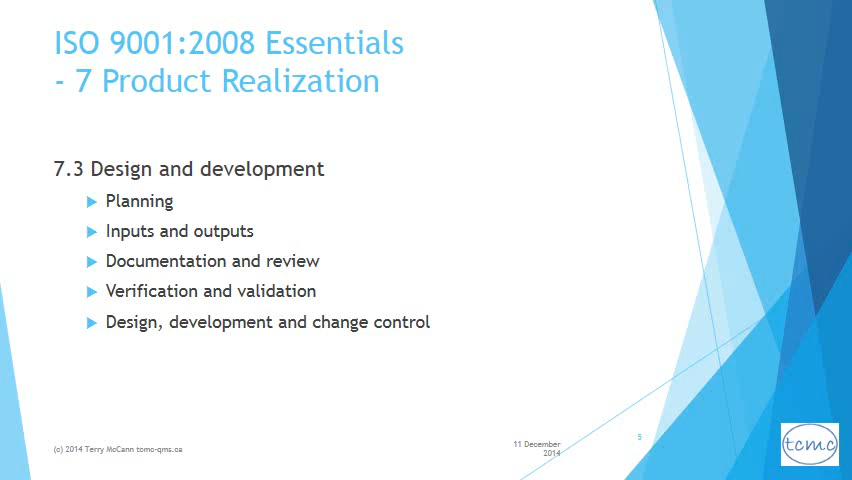 ISO 9001:2008 Essentials
- 7 Product Realization
7.3 Design and development
Planning
Inputs and outputs
Documentation and review
Verification and validation
Design, development and change control
(c) 2014 Terry McCann tcmc-qms.ca
11 December
2014
5
tcmc